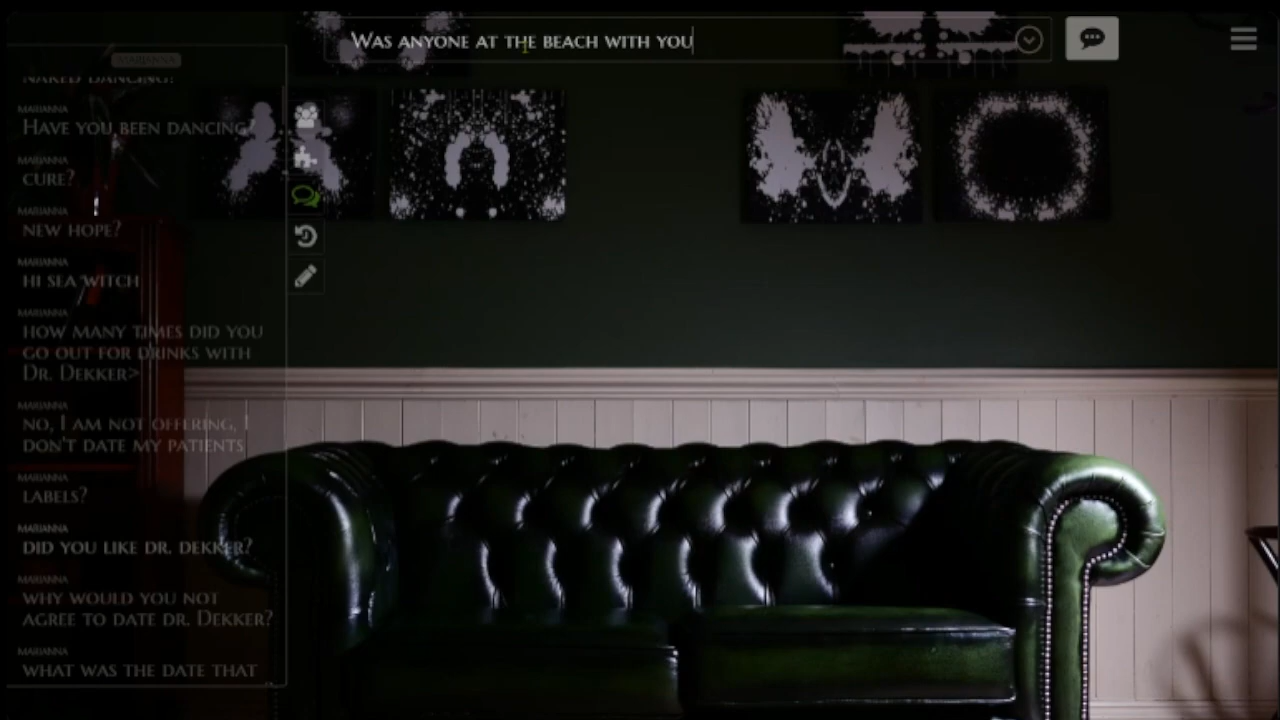 Was anyone at the beach with you
MARIANNA
naked dancing?
MARIANNA
Have you been dancing
MARIANNA
cure?
MARIANNA
new hope?
MARIANNA
hi sea witch
MARIANNA
how many times did you
go out for drinks with
Dr. Dekker>
MARIANNA
no, I am not offering, I
don't date my patients
MARIANNA
labels?
MARIANNA
did you like dr. dekker?
MARIANNA
why would you not
agree to date dr. Dekker?
MARIANNA
what was the date that